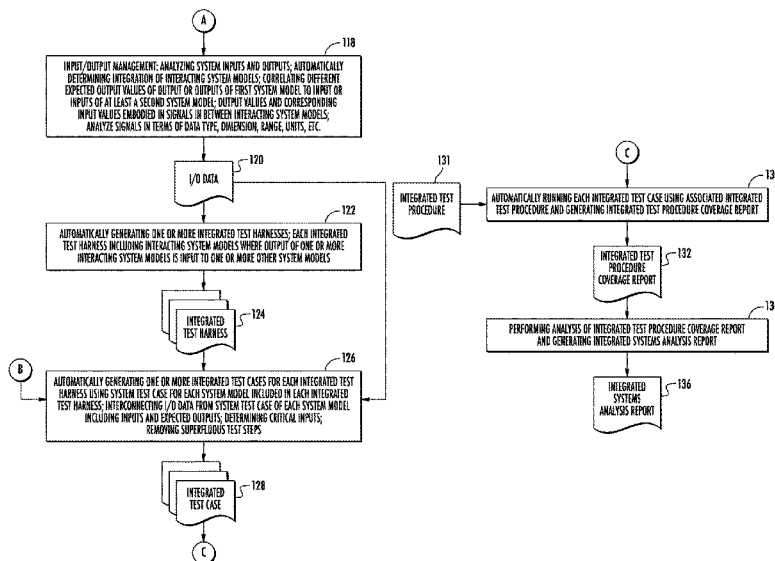 A
118
INPUT/OUTPUT MANAGEMENT; ANALYZING SYSTEM INPUTS AND OUTPUTS; AUTOMATICALLY
DETERMINING INTEGRATION OF INTERACTING SYSTEM MODELS; CORRELATING DIFFERENT
EXPECTED OUTPUT VALUES OF OUTPUT OR OUTPUTS OF FIRST SYSTEM MODEL TO INPUT OR
INPUTS OF AT LEAST A SECOND SYSTEM MODEL; OUTPUT VALUES AND CORRESPONDING
INPUT VALUES EMBODIED IN SIGNALS IN BETWEEN INTERACTING SYSTEM MODELS;
ANALYZE SIGNALS IN TERMS OF DATA TYPE, DIMENSION, RANGE, UNITS, ETC.
120
I/O DATA
122
AUTOMATICALLY GENERATING ONE OR MORE INTEGRATED TEST HARNESSES; EACH INTEGRATED
TEST HARNESS INCLUDING INTERACTING SYSTEM MODELS WHERE OUTPUT OF ONE OR MORE
INTERACTING SYSTEM MODELS IS INPUT TO ONE OR MORE OTHER SYSTEM MODELS
124
INTEGRATED
TEST HARNESS
126
B
AUTOMATICALLY GENERATING ONE OR MORE INTEGRATED TEST CASES FOR EACH INTEGRATED TEST
HARNESS USING SYSTEM TEST CASE FOR EACH SYSTEM MODEL INCLUDED IN EACH INTEGRATED
TEST HARNESS; INTERCONNECTING I/O DATA FROM SYSTEM TEST CASE OF EACH SYSTEM MODEL
INCLUDING INPUTS AND EXPECTED OUTPUTS; DETERMINING CRITICAL INPUTS;
REMOVING SUPERFLUOUS TEST STEPS
128
INTEGRATED
TEST CASE
C
C
131
INTEGRATED TEST
PROCEDURE
13
AUTOMATICALLY RUNNING EACH INTEGRATED TEST CASE USING ASSOCIATED INTEGRATED
TEST PROCEDURE AND GENERATING INTEGRATED TEST PROCEDURE COVERAGE REPORT
132
INTEGRATED TEST
PROCEDURE
COVERAGE REPORT
13
PERFORMING ANALYSIS OF INTEGRATED TEST PROCEDURE COVERAGE REPORT
AND GENERATING INTEGRATED SYSTEMS ANALYSIS REPORT
136
INTEGRATED
SYSTEMS
ANALYSIS REPORT